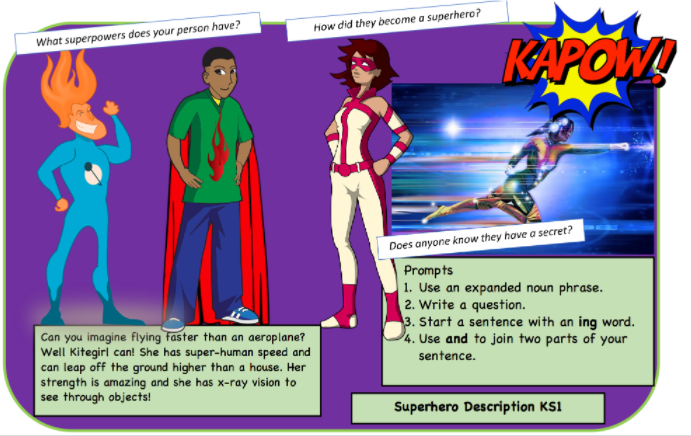 What superpowers does your person have?
How did they become a superhero?
KAPOW!
Does anyone know they have a secret?
Prompts
1. Use an expanded noun phrase.
2. Write a question.
3. Start a sentence with an ing word.
4. Use and to join two parts of your
sentence.
Can you imagine flying faster than an aeroplane?
Well Kitegirl can! She has super-human speed and
can leap off the ground higher than a house. Her
strength is amazing and she has x-ray vision to
see through objects!
Superhero Description KS1